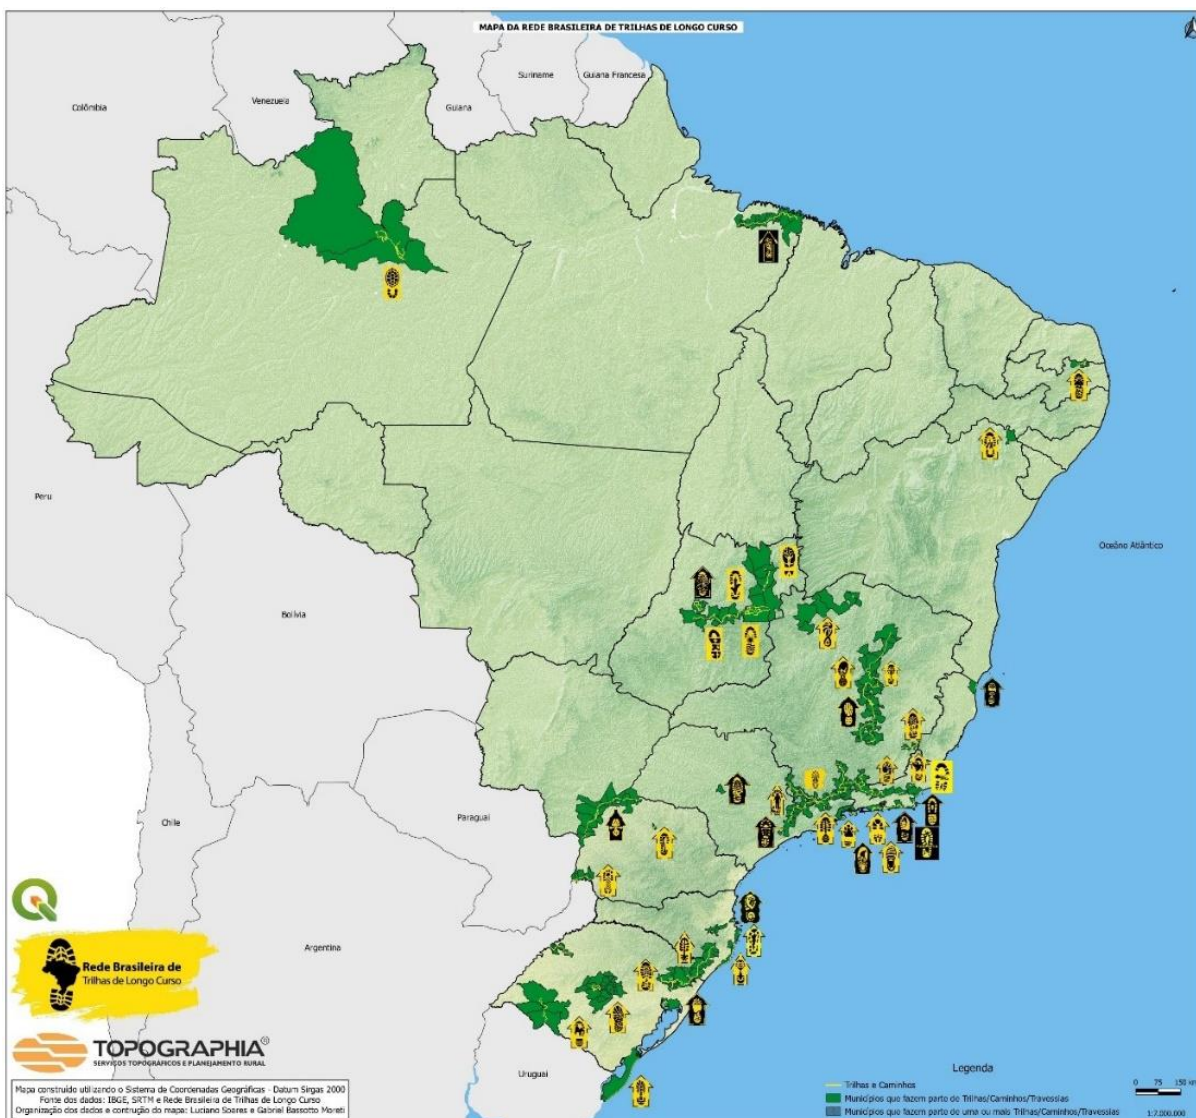 MAPA DA REDE BRASILEIRA DE TRILHAS DE LONGO CURSO
Suriname
Guiana Francesa
Venezuela
Guiana
Colômbia
Peru
Oceâno Atlântico
Bolívia
Paraguai
Chile
Argentina
Uruguai
Rede Brasileira de
Trilhas de Longo Curso
TOPOGRAPHIA®
SERVIÇOS TOPOGRÁFICOS E PLANEJAMENTO RURAL
Mapa construído utilizando o Sistema de Coordenadas Geográficas - Datum Sirgas 2000
Fonte dos dados: IBGE, SRTM e Rede Brasileira de Trilhas de Longo Curso
Organização dos dados e contrução do mapa: Luciano Soares e Gabriel Bassotto Moreti
Legenda
Trilhas e Caminhos
Municípios que fazem parte de Trilhas/Caminhos/Travessias
Municípios que fazem parte de uma ou mais Trilhas/Caminhos/Travessias
0 75 150 km
1:7.000.000